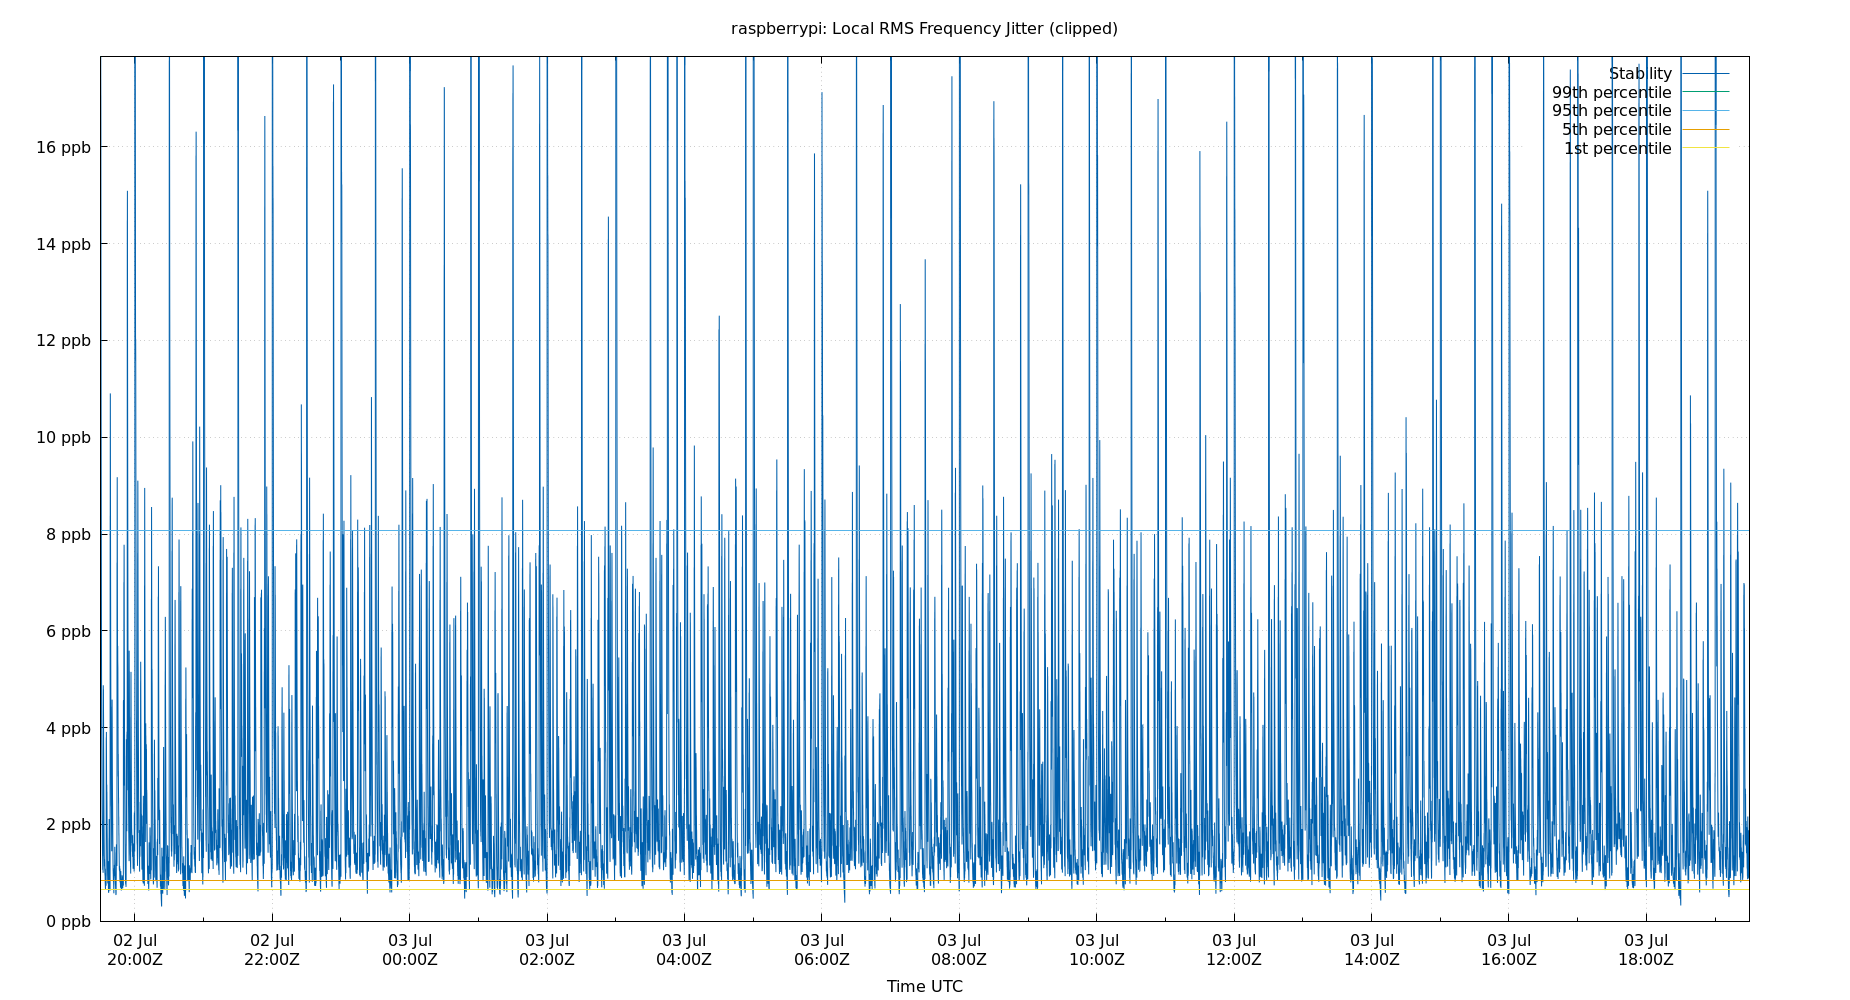 raspberrypi: Local RMS Frequency Jitter (clipped)
Stability
99th percentile
95th percentile
5th percentile
1st percentile
16 ppb
14 ppb
12 ppb
10 ppb
8 ppb
6 ppb
4 ppb
2 ppb
0 ppb
02 Jul 02 Jul 03 Jul 03 Jul 03 Jul 03 Jul 03 Jul 03 Jul 03 Jul 03 Jul 03 Jul 03 Jul
20:00Z 22:00Z 00:00Z 02:00Z 04:00Z 06:00Z 08:00Z 10:00Z 12:00Z 14:00Z 16:00Z 18:00Z
Time UTC